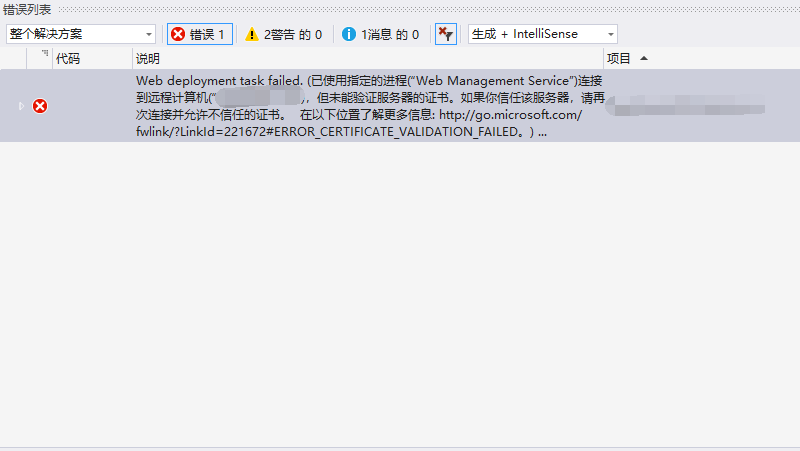 错误列表
整个解决方案 错误 1 2警告 的 0 1消息 的 0 生成 + IntelliSense
代码 说明 项目
Web deployment task failed. (已使用指定的进程(“Web Management Service”)连接
到远程计算机(“ ), 但未能验证服务器的证书。如果你信任该服务器，请再
次连接并允许不信任的证书。 在以下位置了解更多信息: http://go.microsoft.com/
fwlink/?LinkId=221672#ERROR_CERTIFICATE_VALIDATION_FAILED。) ...